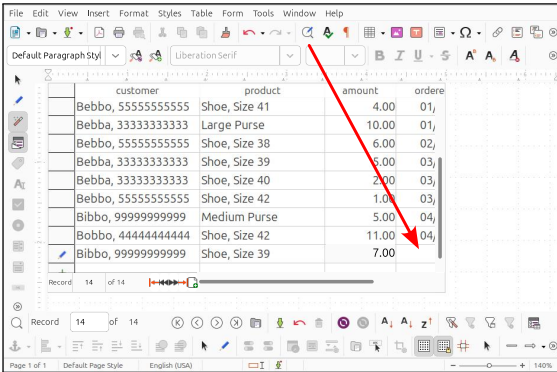 File Edit View Insert Format Styles Table Form Tools Window Help
Default Paragraph Styl Liberation Serif
customer product amount ordere
Bebbo, 55555555555 Shoe, Size 41 4.00 01/
Bebba, 33333333333 Large Purse 10.00 01/
Bebbo, 55555555555 Shoe, Size 38 6.00 02/
Bebba, 33333333333 Shoe, Size 39 5.00 03/
Bebba, 33333333333 Shoe, Size 40 2.00 03/
Bebbo, 55555555555 Shoe, Size 42 1.00 03/
Bibbo, 99999999999 Medium Purse 5.00 04/
Bobbo, 44444444444 Shoe, Size 42 11.00 04/
Bibbo, 99999999999 Shoe, Size 39 7.00
Record 14 of 14
Record 14 of 14
Page 1 of 1 Default Page Style English (USA) 140%